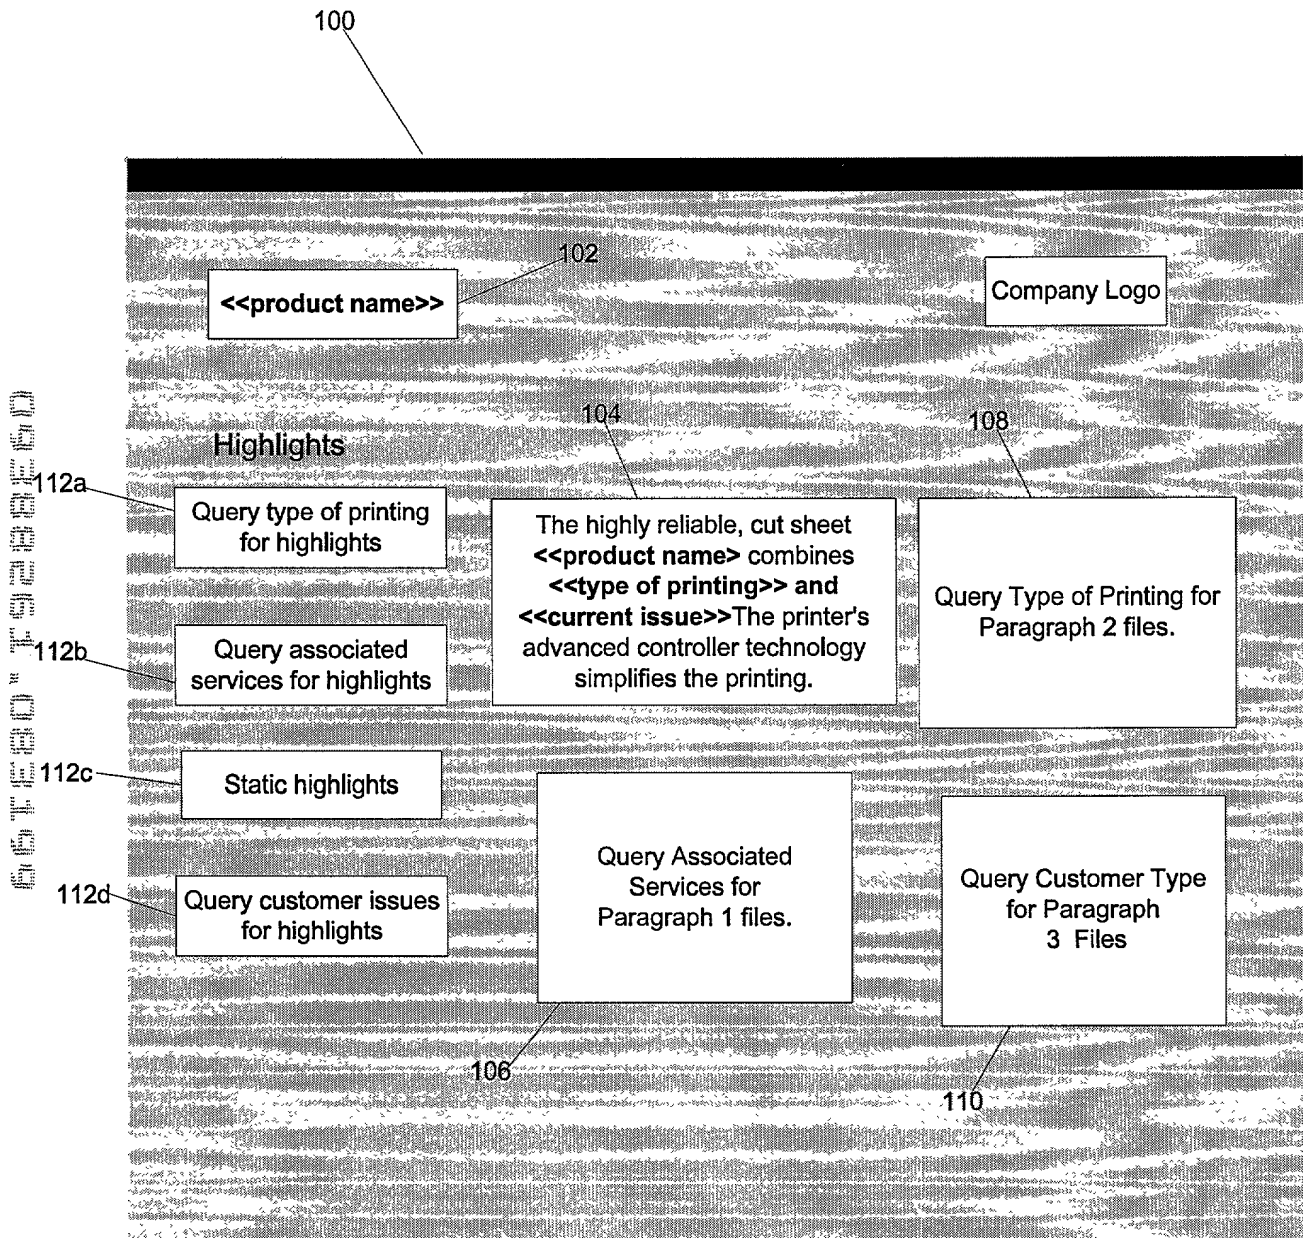 100
102
<<product name>>
Company Logo
104
108
Highlights
112a
Query type of printing
for highlights
The highly reliable, cut sheet
<<product name> combines
<<type of printing>> and
<<current issue>>The printer's
advanced controller technology
simplifies the printing.
Query Type of Printing for
Paragraph 2 files.
112b
Query associated
services for highlights
112c
Static highlights
Query Associated
Services for
Paragraph 1 files.
Query Customer Type
for Paragraph
3 Files
112d
Query customer issues
for highlights
106
110